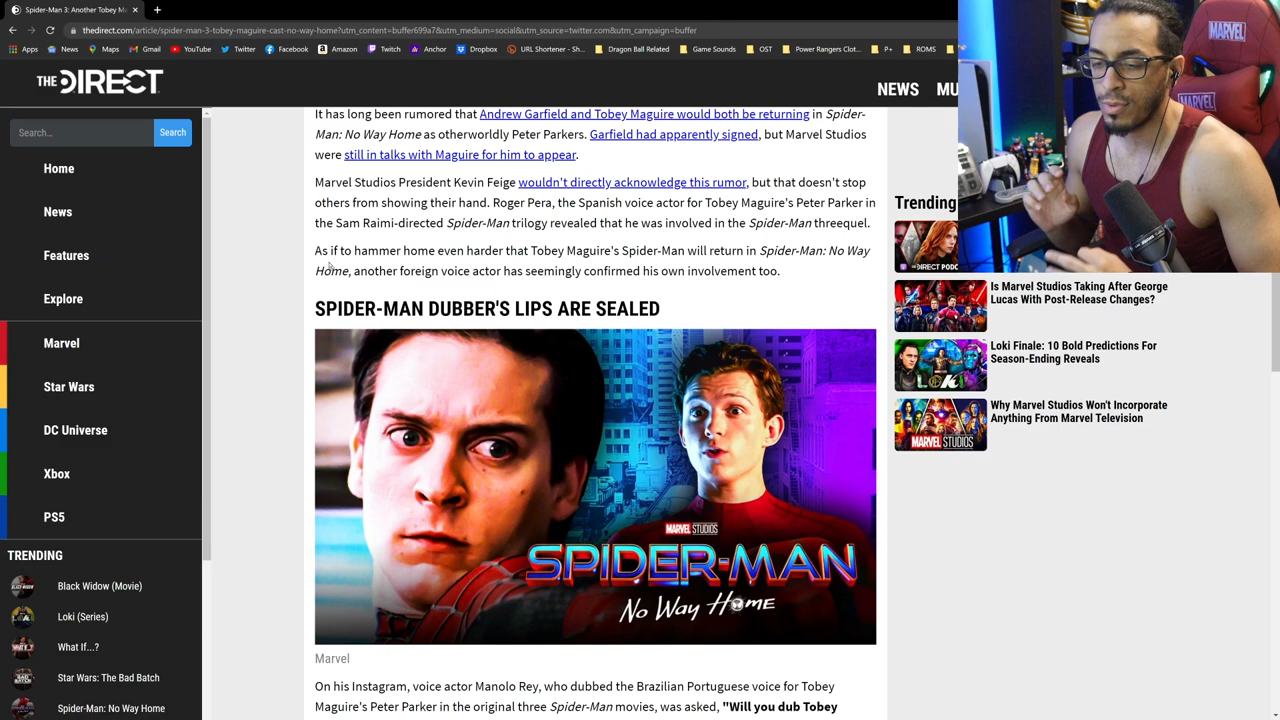 Spider-Man 3: Another Tobey Ma
thedirect.com/article/spider-man-3-tobey-maguire-cast-no-way-home?utm_content=buffer699a7&utm_medium=social&utm_source=twitter.com&utm_campaign=buffer
Apps News Maps Gmail YouTube Twitter Facebook Amazon Twitch Anchor Dropbox URL Shortener - Sh... Dragon Ball Related Game Sounds OST Power Rangers Clot... P+ ROMS
THE DIRECT
NEWS MU
MARVEL
MARVEL
Search... Search
Home
News
Features
Explore
Marvel
Star Wars
DC Universe
Xbox
PS5
TRENDING
Black Widow (Movie)
Loki (Series)
What If...?
Star Wars: The Bad Batch
Spider-Man: No Way Home
It has long been rumored that Andrew Garfield and Tobey Maguire would both be returning in Spider-
Man: No Way Home as otherworldly Peter Parkers. Garfield had apparently signed, but Marvel Studios
were still in talks with Maguire for him to appear.
Marvel Studios President Kevin Feige wouldn't directly acknowledge this rumor, but that doesn't stop
others from showing their hand. Roger Pera, the Spanish voice actor for Tobey Maguire's Peter Parker in
the Sam Raimi-directed Spider-Man trilogy revealed that he was involved in the Spider-Man threequel.
As if to hammer home even harder that Tobey Maguire's Spider-Man will return in Spider-Man: No Way
Home, another foreign voice actor has seemingly confirmed his own involvement too.
SPIDER-MAN DUBBER'S LIPS ARE SEALED
MARVEL STUDIOS
SPIDER-MAN
No Way Home
Marvel
On his Instagram, voice actor Manolo Rey, who dubbed the Brazilian Portuguese voice for Tobey
Maguire's Peter Parker in the original three Spider-Man movies, was asked, "Will you dub Tobey
Trending
THE DIRECT PODC
Is Marvel Studios Taking After George
Lucas With Post-Release Changes?
Loki Finale: 10 Bold Predictions For
Season-Ending Reveals
LOKI
Why Marvel Studios Won't Incorporate
Anything From Marvel Television
MARVEL STUDIOS